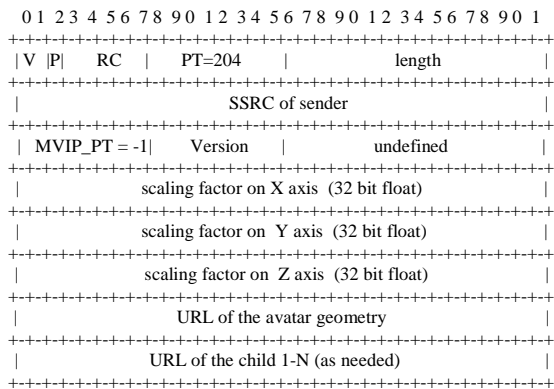 0 1 2 3 4 5 6 7 8 9 0 1 2 3 4 5 6 7 8 9 0 1 2 3 4 5 6 7 8 9 0 1
+-+-+-+-+-+-+-+-+-+-+-+-+-+-+-+-+-+-+-+-+-+-+-+-+-+-+-+-+-+-+-+-+
|V |P| RC | PT=204 | length |
+-+-+-+-+-+-+-+-+-+-+-+-+-+-+-+-+-+-+-+-+-+-+-+-+-+-+-+-+-+-+-+-+
| SSRC of sender |
+-+-+-+-+-+-+-+-+-+-+-+-+-+-+-+-+-+-+-+-+-+-+-+-+-+-+-+-+-+-+-+-+
| MVIP_PT = -1| Version | undefined |
+-+-+-+-+-+-+-+-+-+-+-+-+-+-+-+-+-+-+-+-+-+-+-+-+-+-+-+-+-+-+-+-+
| scaling factor on X axis (32 bit float) |
+-+-+-+-+-+-+-+-+-+-+-+-+-+-+-+-+-+-+-+-+-+-+-+-+-+-+-+-+-+-+-+-+
| scaling factor on Y axis (32 bit float) |
+-+-+-+-+-+-+-+-+-+-+-+-+-+-+-+-+-+-+-+-+-+-+-+-+-+-+-+-+-+-+-+-+
| scaling factor on Z axis (32 bit float) |
+-+-+-+-+-+-+-+-+-+-+-+-+-+-+-+-+-+-+-+-+-+-+-+-+-+-+-+-+-+-+-+-+
| URL of the avatar geometry |
+-+-+-+-+-+-+-+-+-+-+-+-+-+-+-+-+-+-+-+-+-+-+-+-+-+-+-+-+-+-+-+-+
| URL of the child 1-N (as needed) |
+-+-+-+-+-+-+-+-+-+-+-+-+-+-+-+-+-+-+-+-+-+-+-+-+-+-+-+-+-+-+-+-+